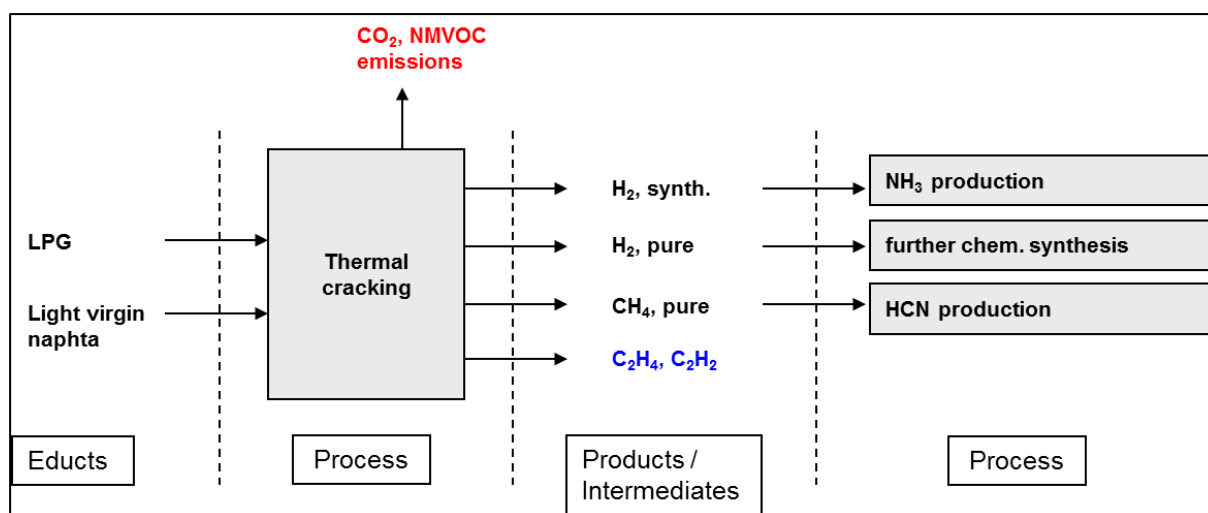 CO₂, NMVOC
emissions
LPG
Light virgin
naphta
Thermal
cracking
H₂, synth.
H₂, pure
CH₄, pure
C₂H₄, C₂H₂
NH₃ production
further chem. synthesis
HCN production
Educts
Process
Products /
Intermediates
Process